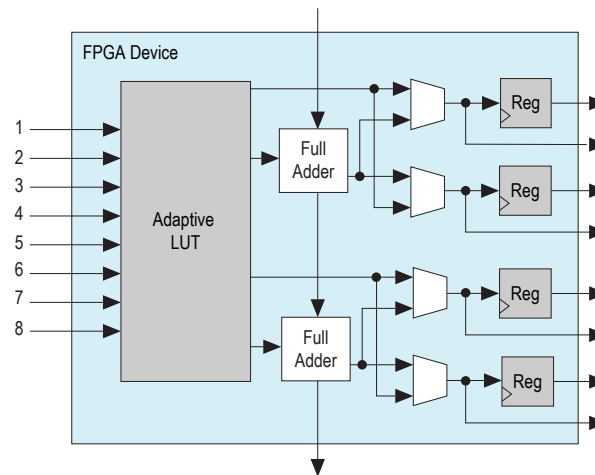 FPGA Device
1
2
3
4
5
6
7
8
Adaptive
LUT
Full
Adder
Full
Adder
Reg
Reg
Reg
Reg